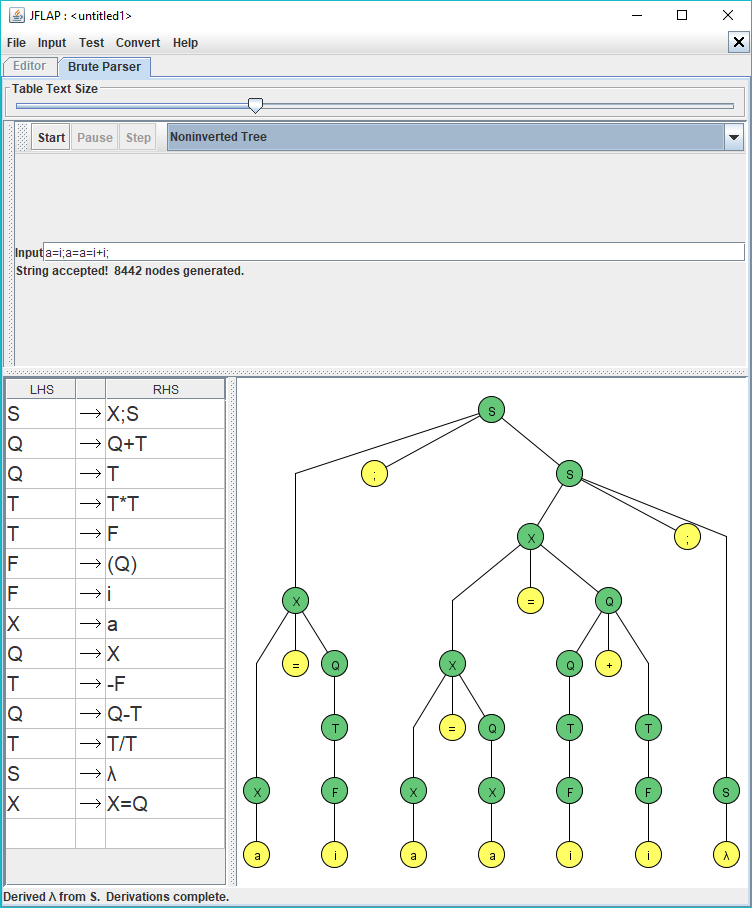 JFLAP : <untitled1>
File Input Test Convert Help
Editor Brute Parser
Table Text Size
Start Pause Step Noninverted Tree
Input a=i;a=a=i+i;
String accepted! 8442 nodes generated.
LHS RHS
S → X;S
Q → Q+T
Q → T
T → T*T
T → F
F → (Q)
F → i
X → a
Q → X
T → -F
Q → Q-T
T → T/T
S → λ
X → X=Q
S
; S
X ;
X = Q
= Q X Q +
T = Q T T
X F X X F F S
a i a a i i λ
Derived λ from S. Derivations complete.